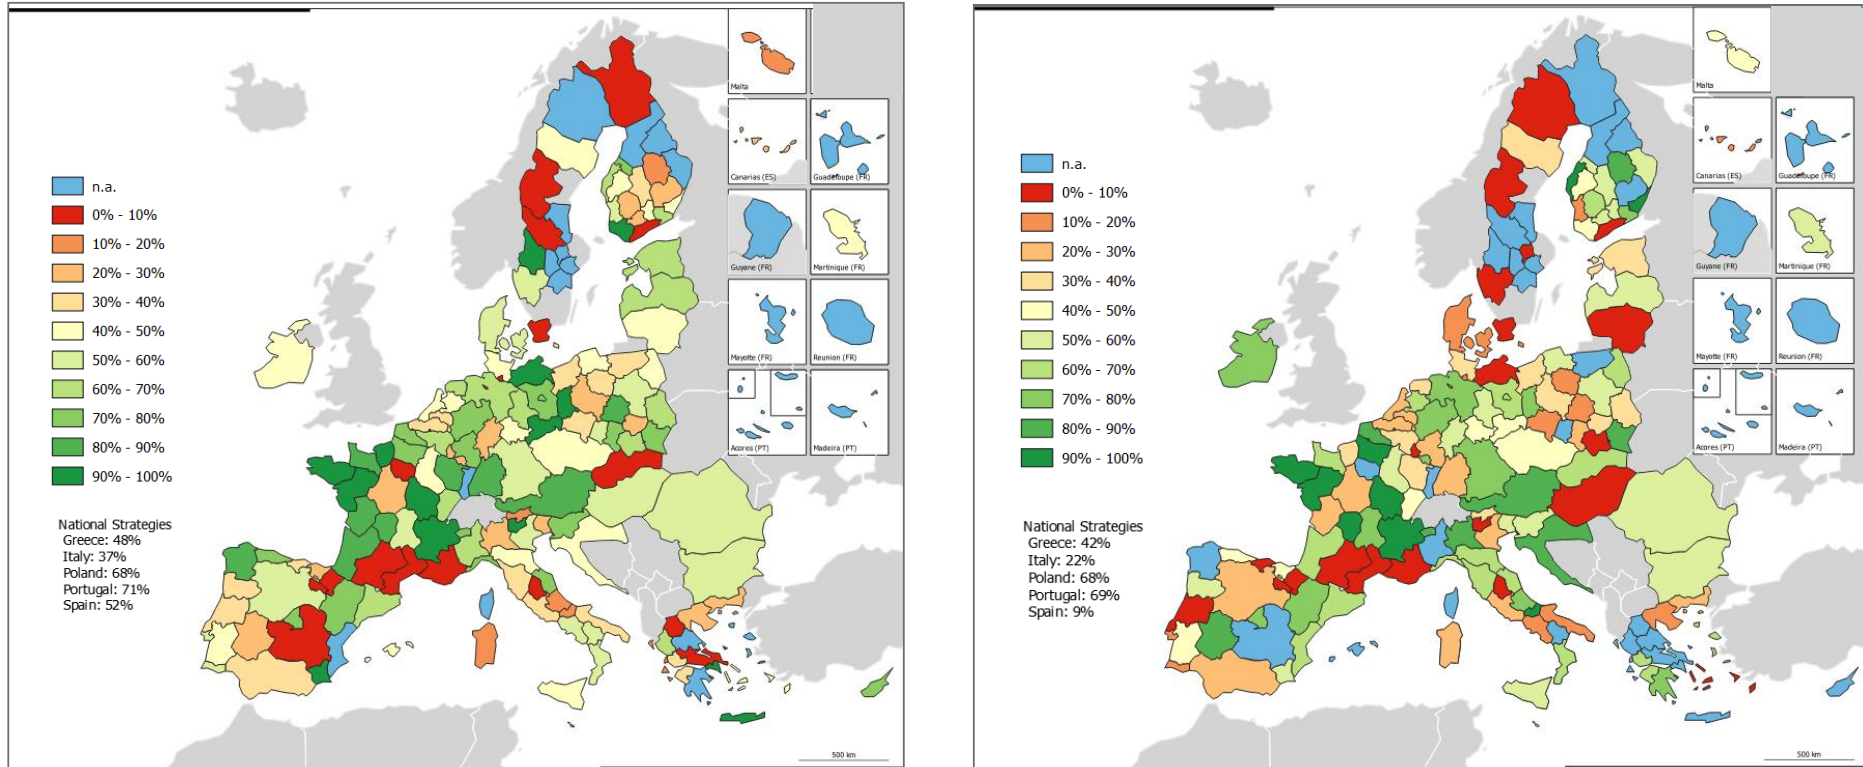 Malta
Canarias (ES)
Guadeloupe (FR)
Guyane (FR)
Martinique (FR)
Mayotte (FR)
Reunion (FR)
Acores (PT)
Madeira (PT)
n.a.
0% - 10%
10% - 20%
20% - 30%
30% - 40%
40% - 50%
50% - 60%
60% - 70%
70% - 80%
80% - 90%
90% - 100%
National Strategies
Greece: 48%
Italy: 37%
Poland: 68%
Portugal: 71%
Spain: 52%
500 km
Malta
Canarias (ES)
Guadeloupe (FR)
Guyane (FR)
Martinique (FR)
Mayotte (FR)
Reunion (FR)
Acores (PT)
Madeira (PT)
n.a.
0% - 10%
10% - 20%
20% - 30%
30% - 40%
40% - 50%
50% - 60%
60% - 70%
70% - 80%
80% - 90%
90% - 100%
National Strategies
Greece: 42%
Italy: 22%
Poland: 68%
Portugal: 69%
Spain: 9%
500 km